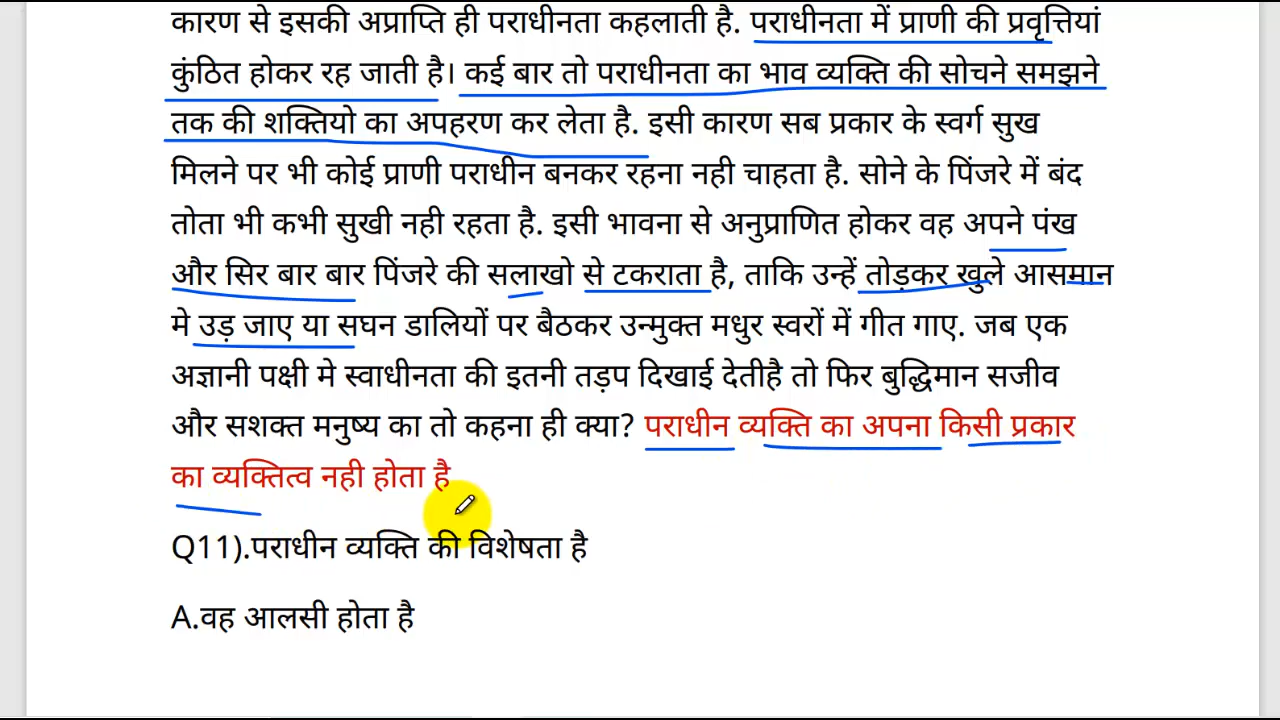 कारण से इसकी अप्राप्ति ही पराधीनता कहलाती है. पराधीनता में प्राणी की प्रवृत्तियां
कुंठित होकर रह जाती है। कई बार तो पराधीनता का भाव व्यक्ति की सोचने समझने
तक की शक्तियो का अपहरण कर लेता है. इसी कारण सब प्रकार के स्वर्ग सुख
मिलने पर भी कोई प्राणी पराधीन बनकर रहना नही चाहता है. सोने के पिंजरे में बंद
तोता भी कभी सुखी नही रहता है. इसी भावना से अनुप्राणित होकर वह अपने पंख
और सिर बार बार पिंजरे की सलाखो से टकराता है, ताकि उन्हें तोड़कर खुले आसमान
मे उड़ जाए या सघन डालियों पर बैठकर उन्मुक्त मधुर स्वरों में गीत गाए. जब एक
अज्ञानी पक्षी मे स्वाधीनता की इतनी तड़प दिखाई देतीहै तो फिर बुद्धिमान सजीव
और सशक्त मनुष्य का तो कहना ही क्या? पराधीन व्यक्ति का अपना किसी प्रकार
का व्यक्तित्व नही होता है
Q11).पराधीन व्यक्ति की विशेषता है
A.वह आलसी होता है